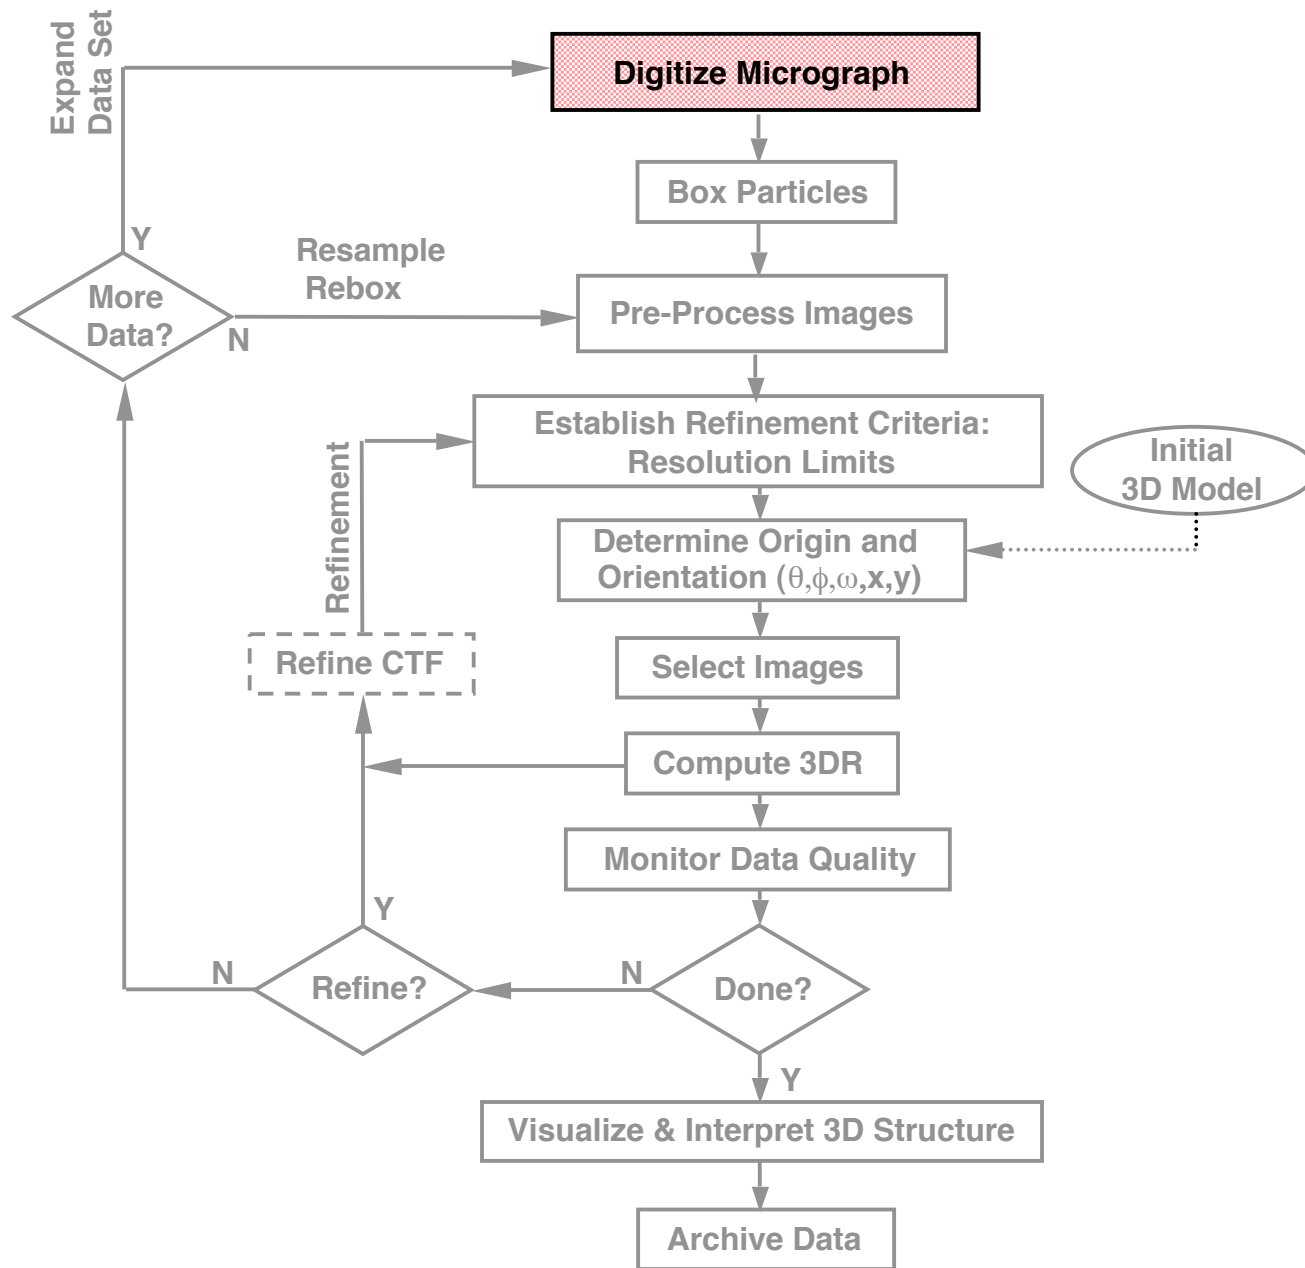 Expand
Data Set
Digitize Micrograph
Box Particles
Y
Resample
Rebox
More
Data?
N
Pre-Process Images
Establish Refinement Criteria:
Resolution Limits
Initial
3D Model
Refinement
Determine Origin and
Orientation (θ,ϕ,ω,x,y)
Refine CTF
Select Images
Compute 3DR
Monitor Data Quality
Y
N
Refine?
N
Done?
Y
Visualize & Interpret 3D Structure
Archive Data